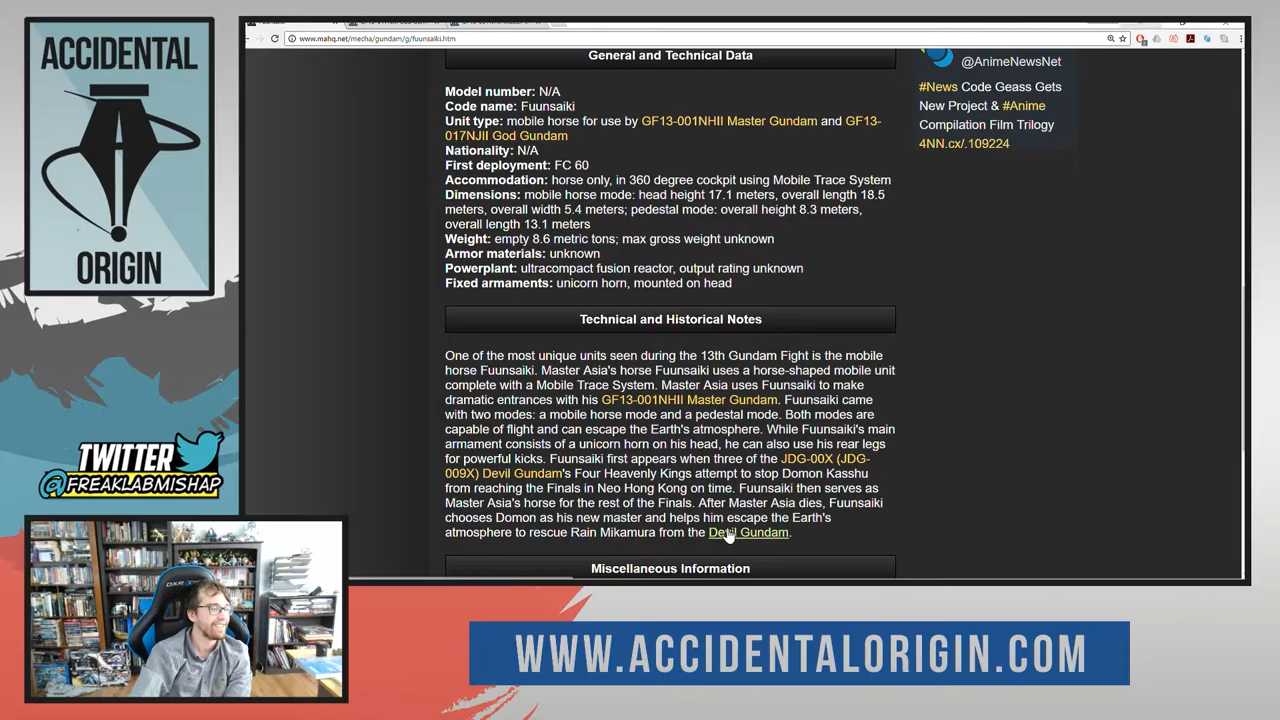 ACCIDENTAL
ORIGIN
www.mahq.net/mecha/gundam/g/fuunsaiki.htm
General and Technical Data
Model number: N/A
Code name: Fuunsaiki
Unit type: mobile horse for use by GF13-001NHII Master Gundam and GF13-
017NJII God Gundam
Nationality: N/A
First deployment: FC 60
Accommodation: horse only, in 360 degree cockpit using Mobile Trace System
Dimensions: mobile horse mode: head height 17.1 meters, overall length 18.5
meters, overall width 5.4 meters; pedestal mode: overall height 8.3 meters,
overall length 13.1 meters
Weight: empty 8.6 metric tons; max gross weight unknown
Armor materials: unknown
Powerplant: ultracompact fusion reactor, output rating unknown
Fixed armaments: unicorn horn, mounted on head
Technical and Historical Notes
One of the most unique units seen during the 13th Gundam Fight is the mobile
horse Fuunsaiki. Master Asia's horse Fuunsaiki uses a horse-shaped mobile unit
complete with a Mobile Trace System. Master Asia uses Fuunsaiki to make
dramatic entrances with his GF13-001NHII Master Gundam. Fuunsaiki came
with two modes: a mobile horse mode and a pedestal mode. Both modes are
capable of flight and can escape the Earth's atmosphere. While Fuunsaiki's main
armament consists of a unicorn horn on his head, he can also use his rear legs
for powerful kicks. Fuunsaiki first appears when three of the JDG-00X (JDG-
009X) Devil Gundam's Four Heavenly Kings attempt to stop Domon Kasshu
from reaching the Finals in Neo Hong Kong on time. Fuunsaiki then serves as
Master Asia's horse for the rest of the Finals. After Master Asia dies, Fuunsaiki
chooses Domon as his new master and helps him escape the Earth's
atmosphere to rescue Rain Mikamura from the Devil Gundam.
Miscellaneous Information
@AnimeNewsNet
#News Code Geass Gets
New Project & #Anime
Compilation Film Trilogy
4NN.cx/.109224
TWITTER
@FREAKLABMISHAP
DXR
WWW.ACCIDENTALORIGIN.COM